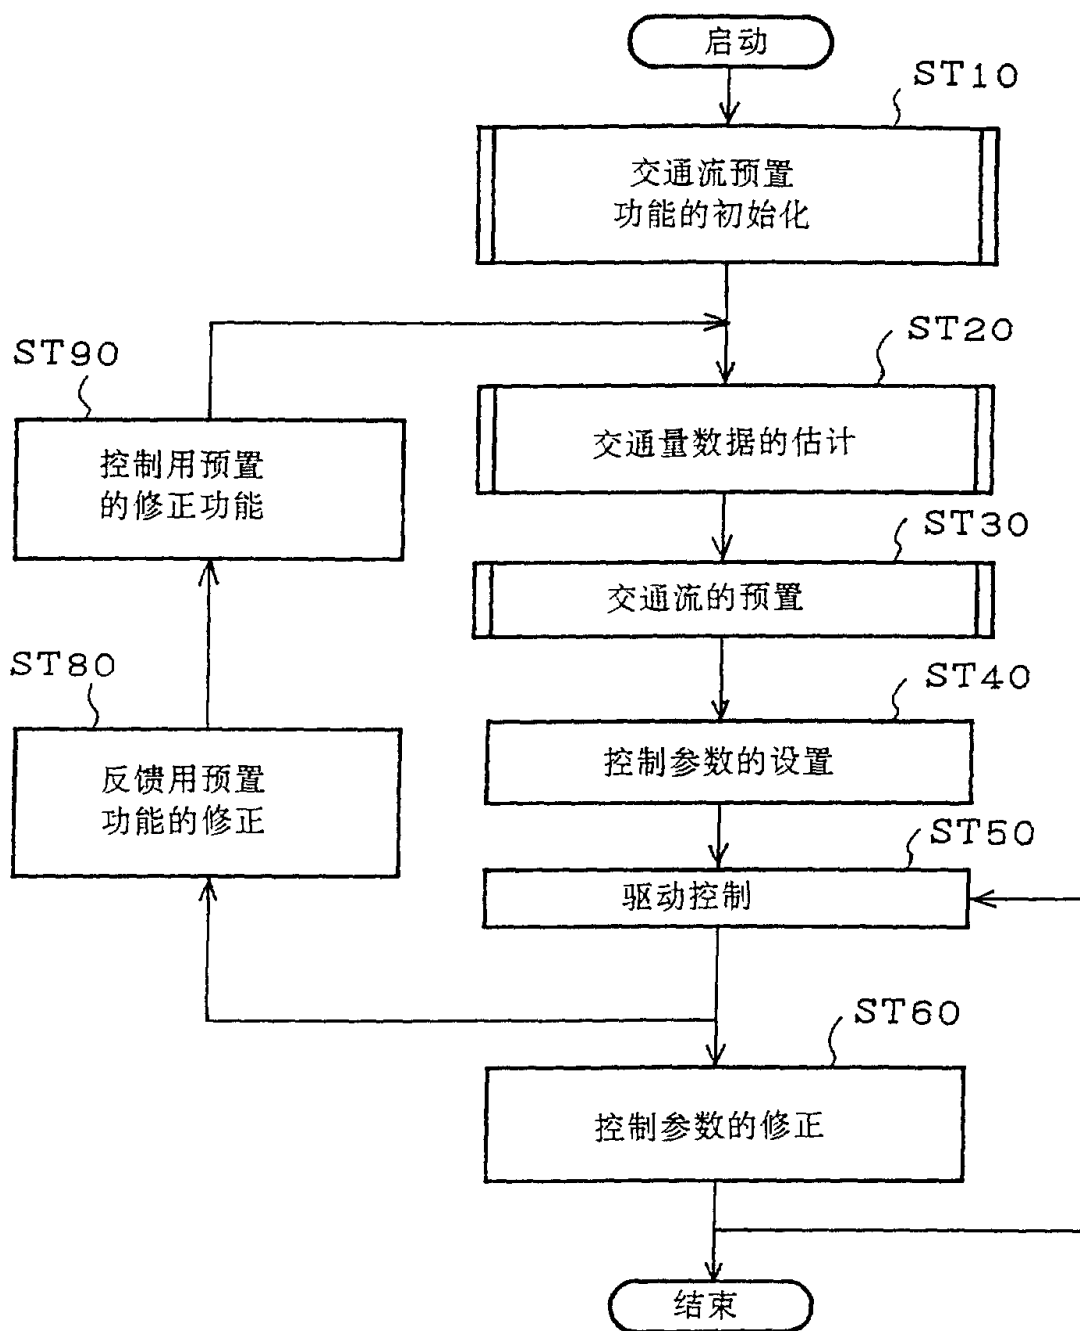 启动
ST10
交通流预置
功能的初始化
ST20
交通量数据的估计
ST30
交通流的预置
ST40
控制参数的设置
ST50
驱动控制
ST60
控制参数的修正
结束
ST90
控制用预置
的修正功能
ST80
反馈用预置
功能的修正